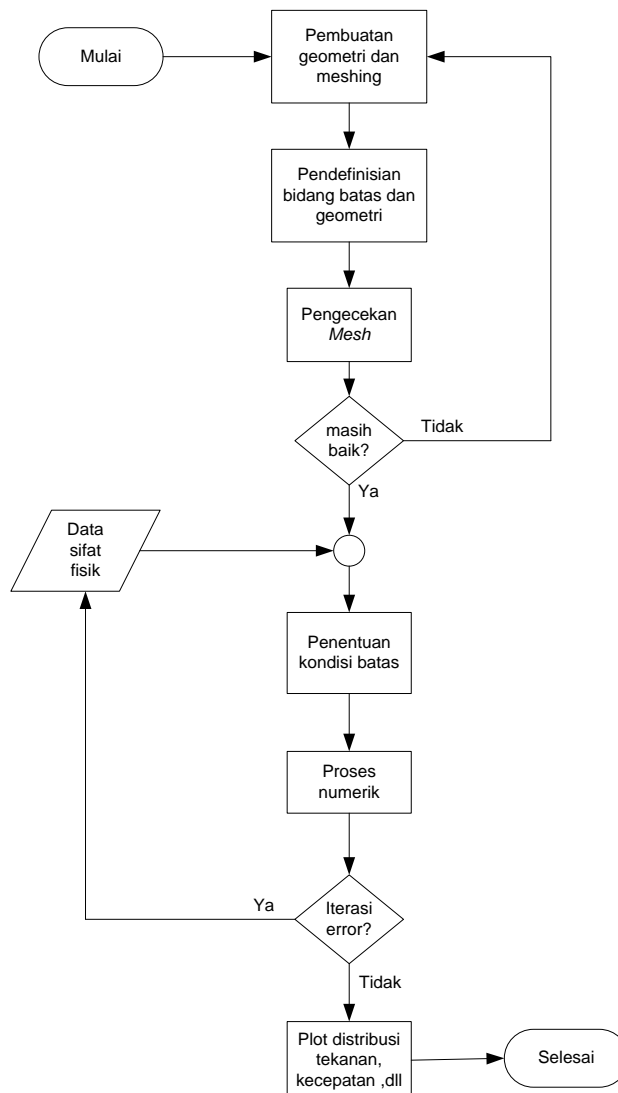 Mulai
Pembuatan
geometri dan
meshing
Pendefinisian
bidang batas dan
geometri
Pengecekan
Mesh
masih
baik?
Tidak
Ya
Data
sifat
fisik
Penentuan
kondisi batas
Proses
numerik
Ya
Iterasi
error?
Tidak
Plot distribusi
tekanan,
kecepatan ,dll
Selesai